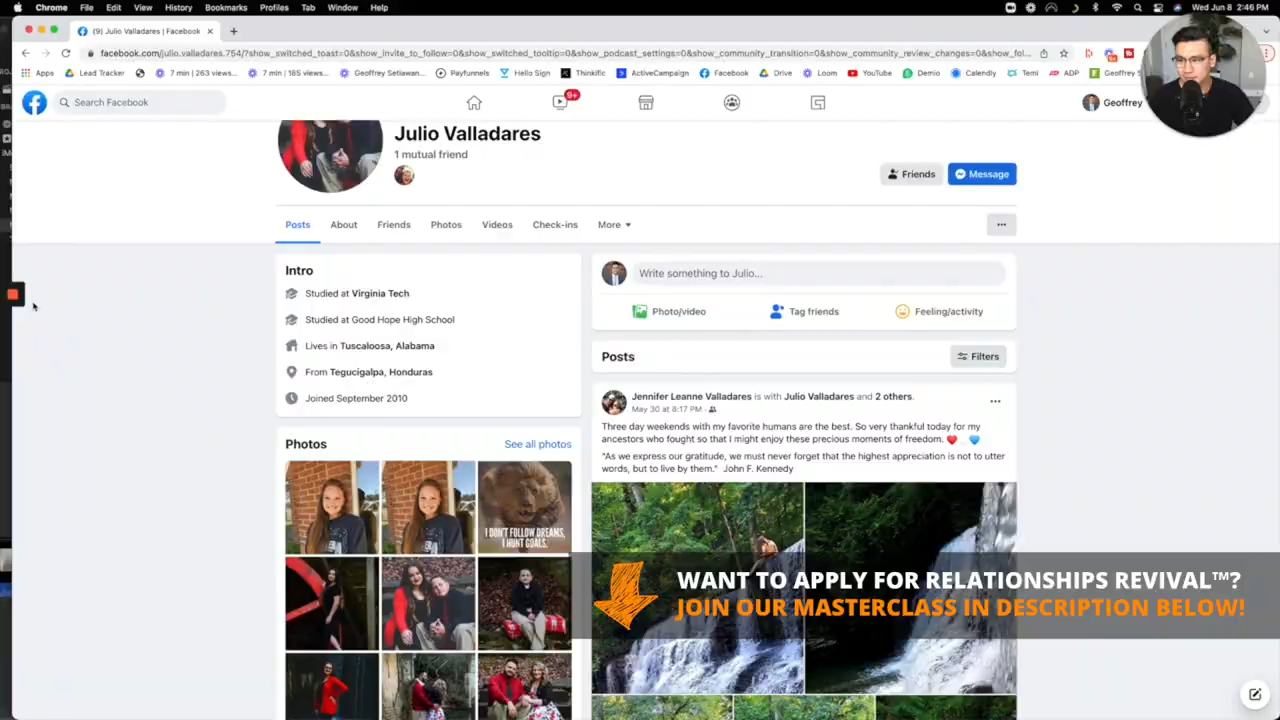 Chrome File Edit View History Bookmarks Profiles Tab Window Help
Wed Jun 8 2:46 PM
(9) Julio Valladares | Facebook
facebook.com/julio.valladares.754/?show_switched_toast=0&show_invite_to_follow=0&show_switched_tooltip=0&show_podcast_settings=0&show_community_transition=0&show_community_review_changes=0&show_fol...
Apps Lead Tracker 7 min | 263 views... 7 min | 185 views... Geoffrey Setiawan... Payfunnels Hello Sign Thinkific ActiveCampaign Facebook Drive Loom YouTube Demio Calendly Temi ADP Geoffrey S
Search Facebook
9+
Geoffrey
Julio Valladares
1 mutual friend
Friends
Message
Posts About Friends Photos Videos Check-ins More
Intro
Studied at Virginia Tech
Studied at Good Hope High School
Lives in Tuscaloosa, Alabama
From Tegucigalpa, Honduras
Joined September 2010
Photos
See all photos
I DON'T FOLLOW DREAMS,
I HUNT GOALS.
Write something to Julio...
Photo/video
Tag friends
Feeling/activity
Posts
Filters
Jennifer Leanne Valladares is with Julio Valladares and 2 others.
May 30 at 8:17 PM
Three day weekends with my favorite humans are the best. So very thankful today for my
ancestors who fought so that I might enjoy these precious moments of freedom.
"As we express our gratitude, we must never forget that the highest appreciation is not to utter
words, but to live by them." John F. Kennedy
WANT TO APPLY FOR RELATIONSHIPS REVIVAL™?
JOIN OUR MASTERCLASS IN DESCRIPTION BELOW!